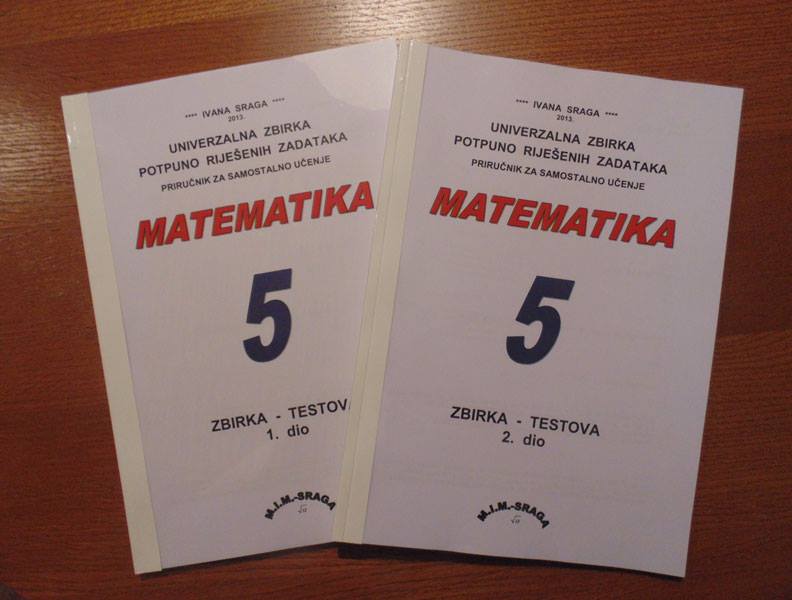 **** IVANA SRAGA ****
2013.
UNIVERZALNA ZBIRKA
POTPUNO RIJEŠENIH ZADATAKA
PRIRUČNIK ZA SAMOSTALNO UČENJE
MATEMATIKA
5
ZBIRKA - TESTOVA
1. dio
M.I.M.-SRAGA
√a
**** IVANA SRAGA ****
2013.
UNIVERZALNA ZBIRKA
POTPUNO RIJEŠENIH ZADATAKA
PRIRUČNIK ZA SAMOSTALNO UČENJE
MATEMATIKA
5
ZBIRKA - TESTOVA
2. dio
M.I.M.-SRAGA
√a